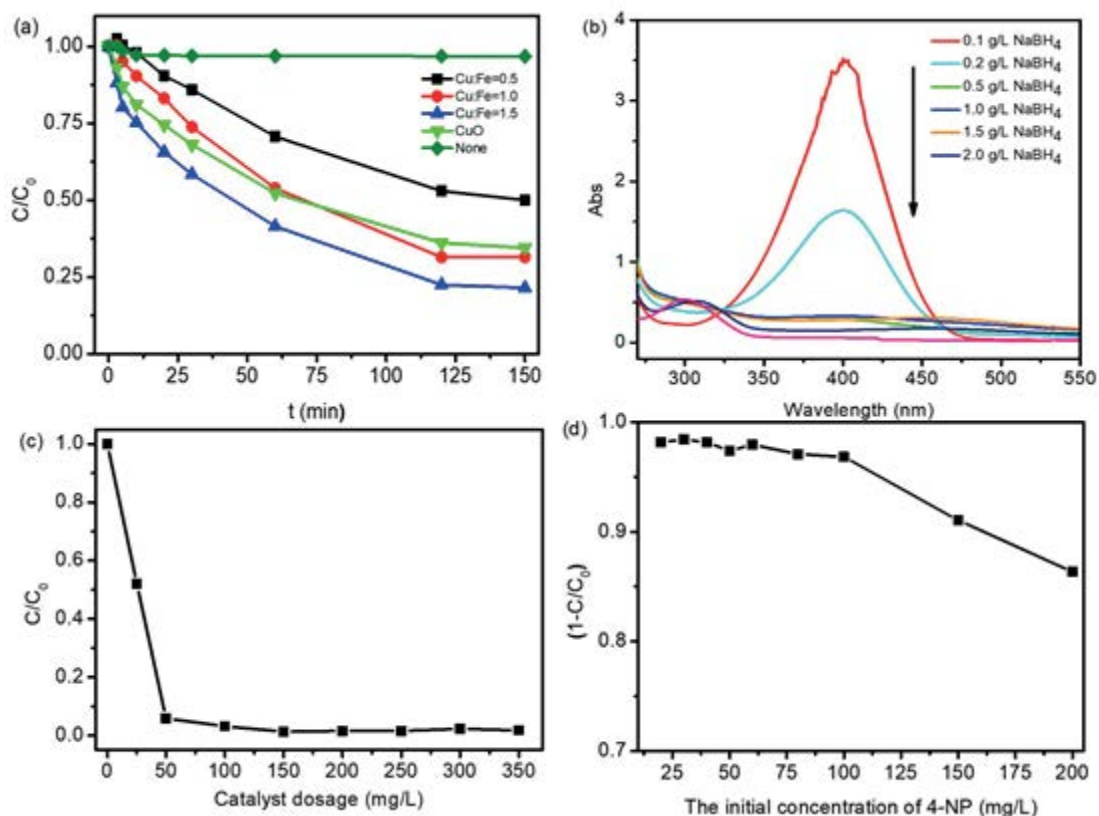 (a)
1.00
0.75
0.50
0.25
0.00
C/C₀
Cu:Fe=0.5
Cu:Fe=1.0
Cu:Fe=1.5
CuO
None
0 25 50 75 100 125 150
t (min)
(b)
4
3
2
1
0
Abs
0.1 g/L NaBH₄
0.2 g/L NaBH₄
0.5 g/L NaBH₄
1.0 g/L NaBH₄
1.5 g/L NaBH₄
2.0 g/L NaBH₄
300 350 400 450 500 550
Wavelength (nm)
(c)
1.0
0.8
0.6
0.4
0.2
0.0
C/C₀
0 50 100 150 200 250 300 350
Catalyst dosage (mg/L)
(d)
1.0
0.9
0.8
0.7
(1-C/C₀)
25 50 75 100 125 150 175 200
The initial concentration of 4-NP (mg/L)